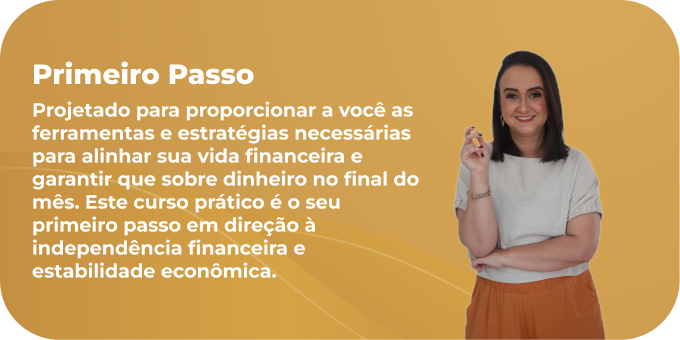 Primeiro Passo
Projetado para proporcionar a você as
ferramentas e estratégias necessárias
para alinhar sua vida financeira e
garantir que sobre dinheiro no final do
mês. Este curso prático é o seu
primeiro passo em direção à
independência financeira e
estabilidade econômica.